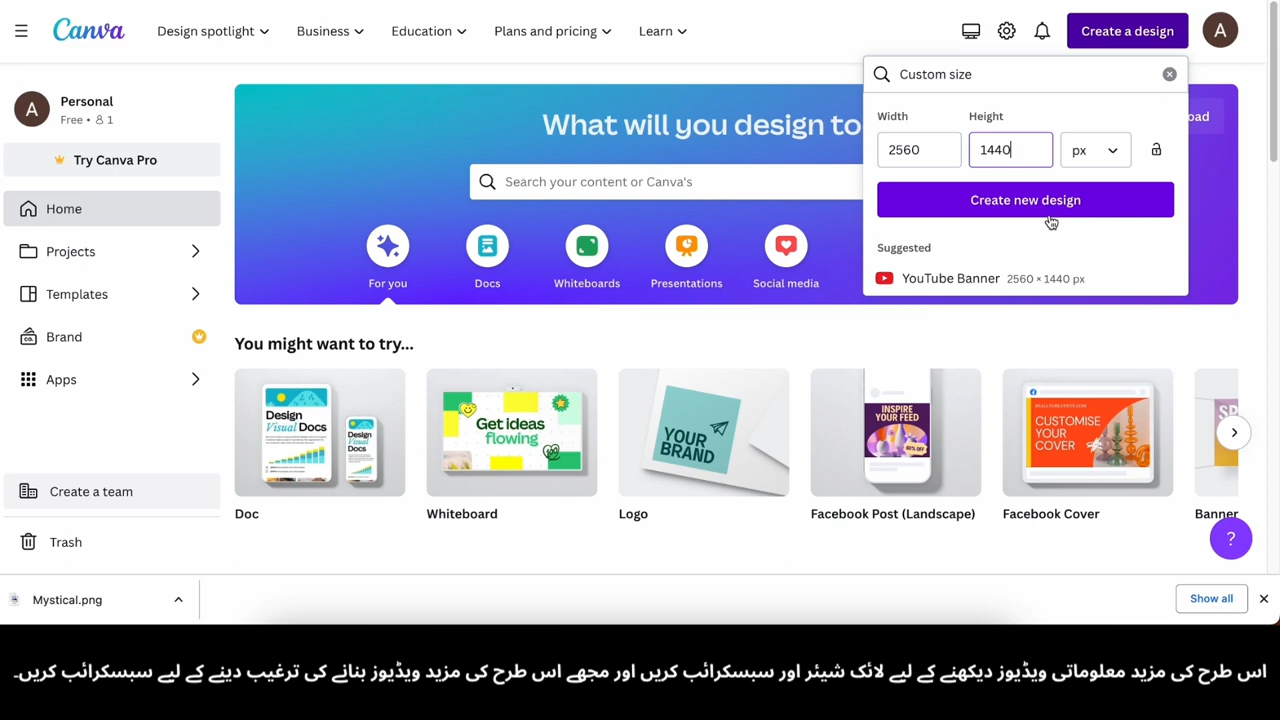 Canva
Design spotlight
Business
Education
Plans and pricing
Learn
Create a design
A
Custom size
Width
Height
2560
1440
px
Create new design
Suggested
YouTube Banner 2560 × 1440 px
A
Personal
Free • 1
Try Canva Pro
Home
Projects
Templates
Brand
Apps
Create a team
Trash
What will you design to
Search your content or Canva's
For you
Docs
Whiteboards
Presentations
Social media
You might want to try...
Design
Visual Docs
Design
Visual
Docs
Get ideas
flowing
YOUR
BRAND
INSPIRE
YOUR FEED
CUSTOMISE
YOUR
COVER
Doc
Whiteboard
Logo
Facebook Post (Landscape)
Facebook Cover
Banner
?
Mystical.png
Show all
اس طرح کی مزید معلوماتی ویڈیوز دیکھنے کے لیے لائک شیئر اور سبسکرائب کریں اور مجھے اس طرح کی مزید ویڈیوز بنانے کی ترغیب دینے کے لیے سبسکرائب کریں۔